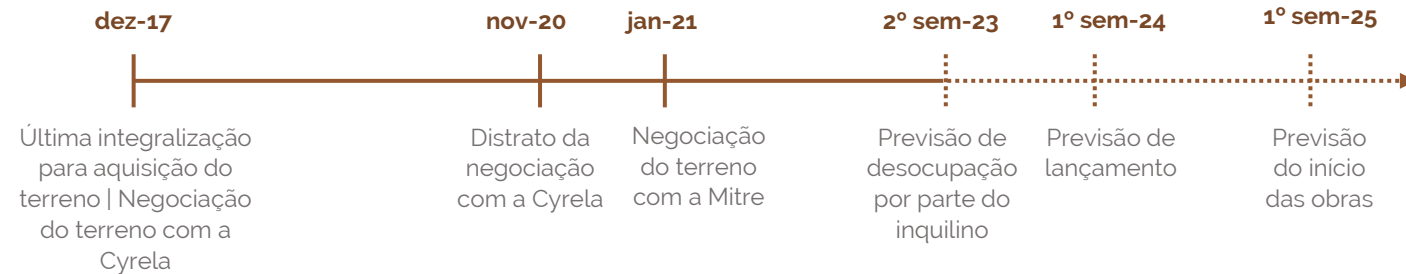 dez-17
nov-20
jan-21
2º sem-23
1º sem-24
1º sem-25
Última integralização
para aquisição do
terreno | Negociação
do terreno com a
Cyrela
Distrato da
negociação
com a Cyrela
Negociação
do terreno
com a Mitre
Previsão de
desocupação
por parte do
inquilino
Previsão de
lançamento
Previsão
do início
das obras